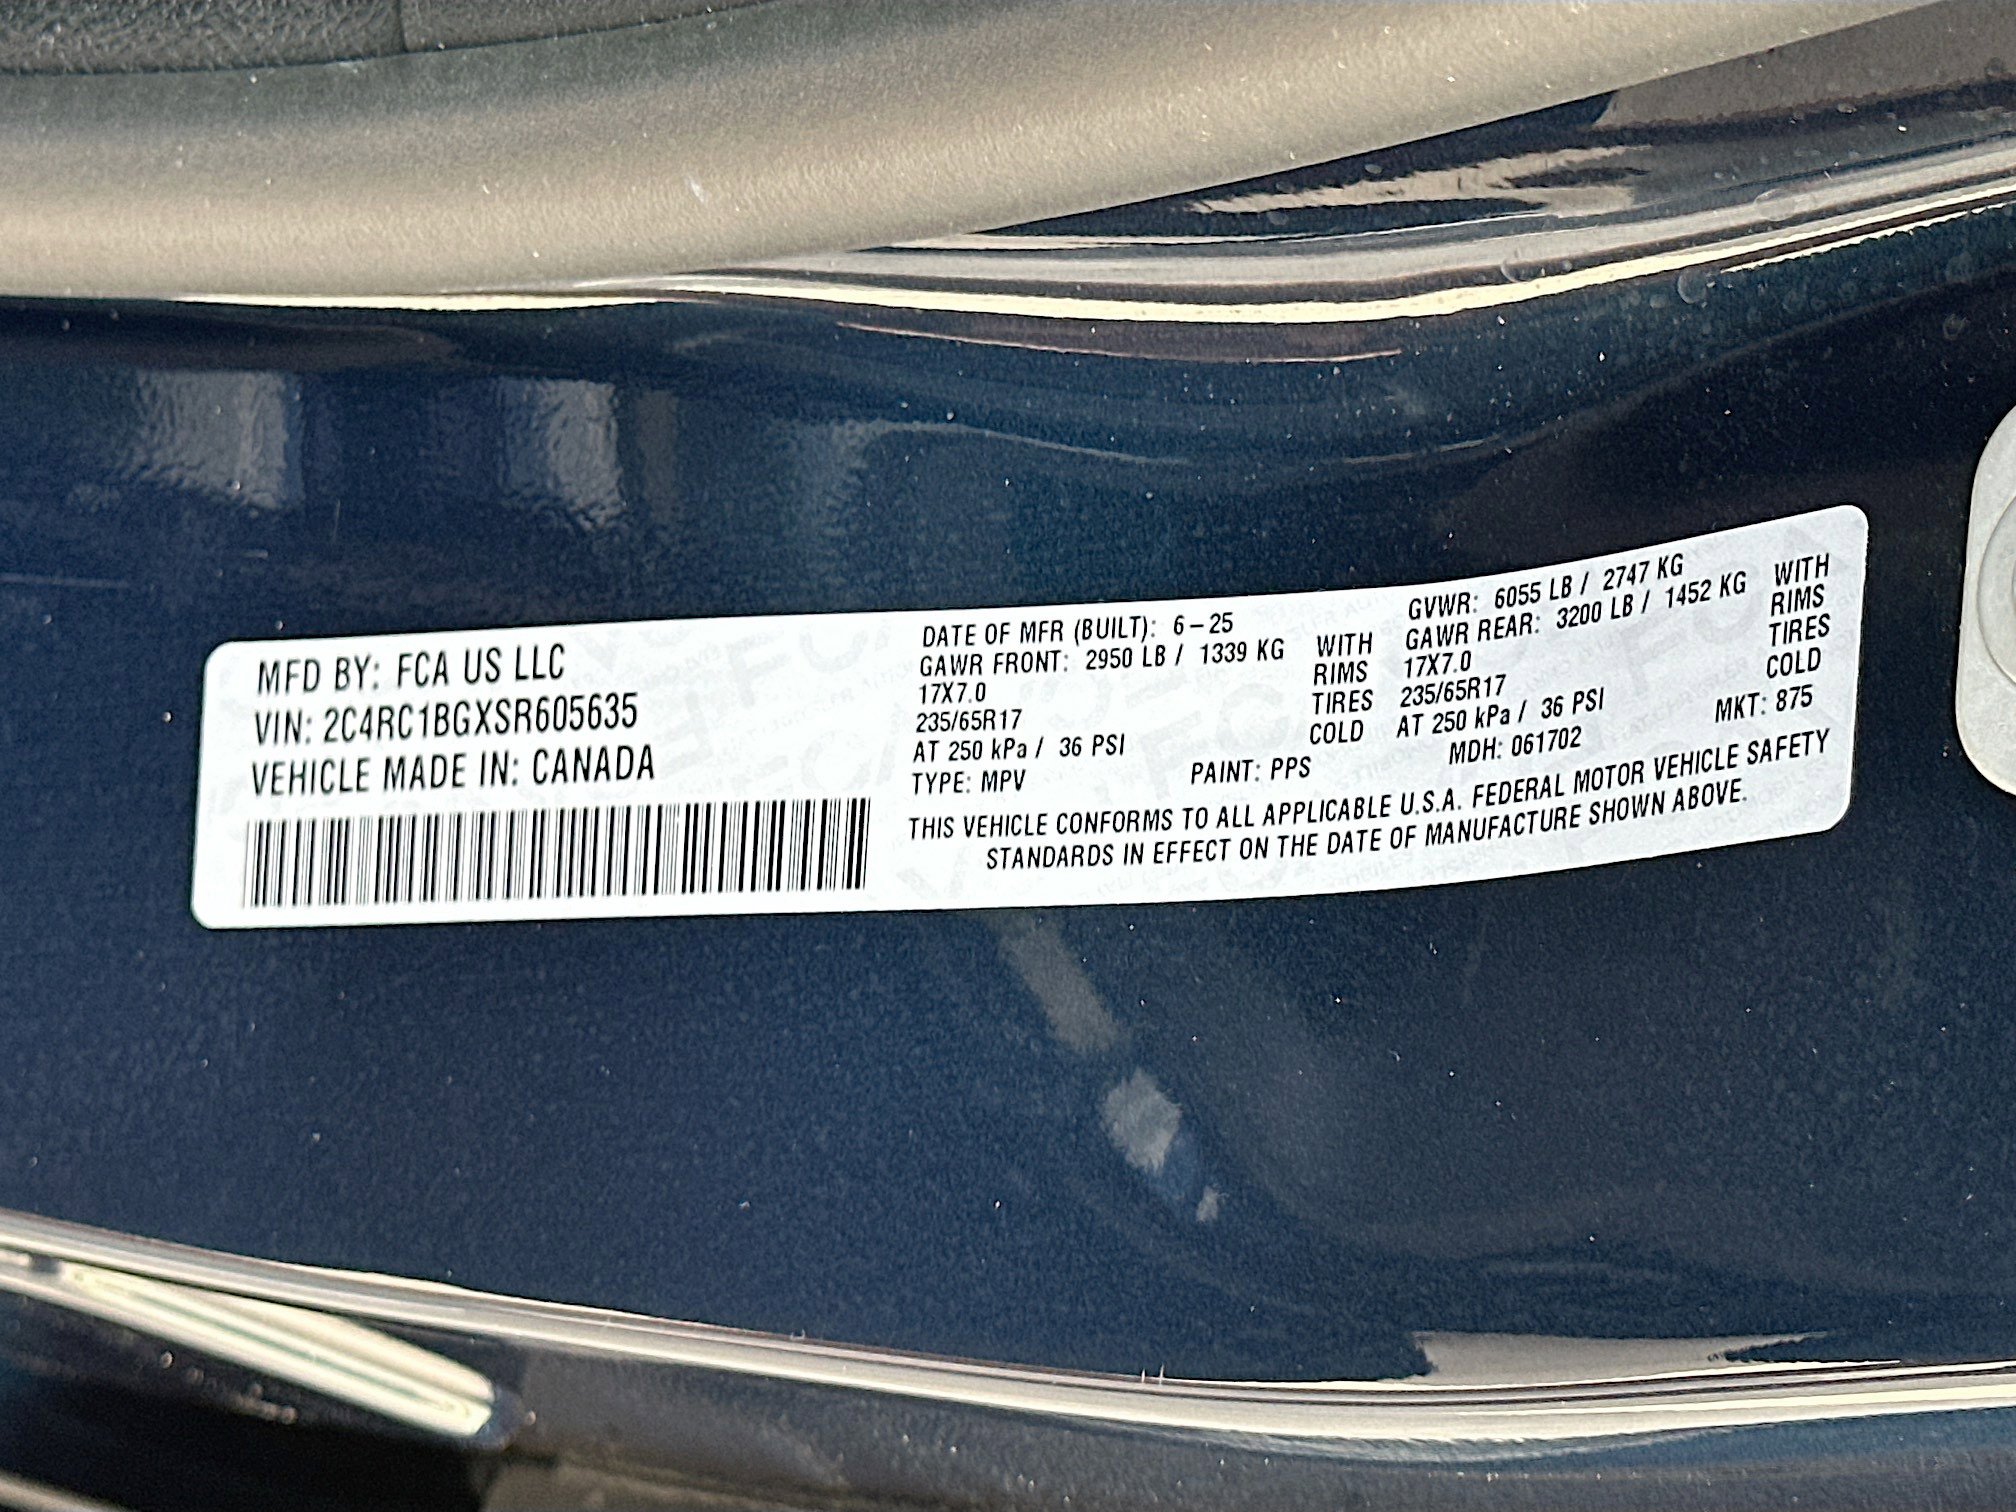 MFD BY: FCA US LLC
VIN: 2C4RC1BGXSR605635
VEHICLE MADE IN: CANADA
DATE OF MFR (BUILT): 6-25
GAWR FRONT: 2950 LB / 1339 KG WITH
17X7.0 RIMS
235/65R17 TIRES
AT 250 kPa / 36 PSI COLD
GVWR: 6055 LB / 2747 KG
GAWR REAR: 3200 LB / 1452 KG WITH
17X7.0 RIMS
235/65R17 TIRES
AT 250 kPa / 36 PSI COLD
TYPE: MPV PAINT: PPS MDH: 061702 MKT: 875
THIS VEHICLE CONFORMS TO ALL APPLICABLE U.S.A. FEDERAL MOTOR VEHICLE SAFETY
STANDARDS IN EFFECT ON THE DATE OF MANUFACTURE SHOWN ABOVE.